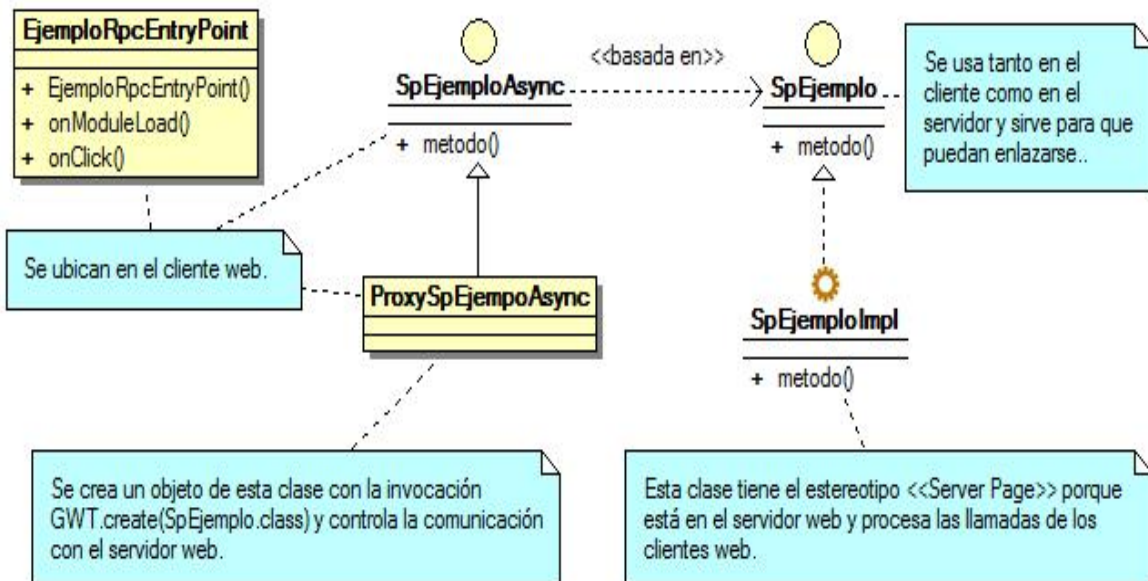 EjemploRpcEntryPoint
+ EjemploRpcEntryPoint()
+ onModuleLoad()
+ onClick()
SpEjemploAsync
+ metodo()
<<basada en>>
SpEjemplo
+ metodo()
Se usa tanto en el
cliente como en el
servidor y sirve para que
puedan enlazarse..
Se ubican en el cliente web.
ProxySpEjempoAsync
SpEjemploImpl
+ metodo()
Se crea un objeto de esta clase con la invocación
GWT.create(SpEjemplo.class) y controla la comunicación
con el servidor web.
Esta clase tiene el estereotipo <<Server Page>> porque
está en el servidor web y procesa las llamadas de los
clientes web.